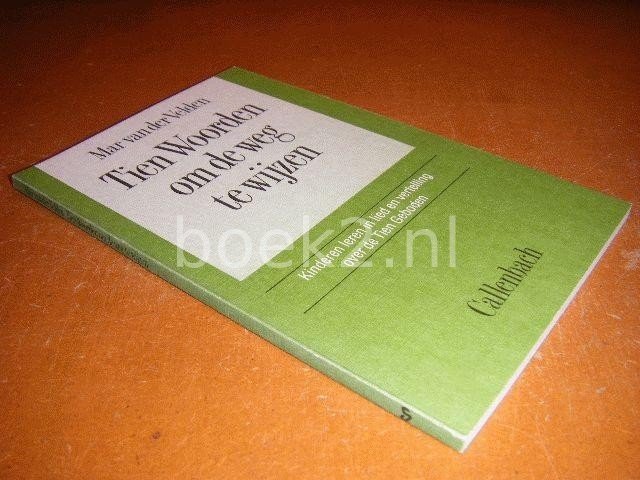 Mar van der Velden
Tien Woorden
om de weg
te wijzen
Kinderen leren in lied en vertelling
over de Tien Geboden
Callenbach
boek2.nl
S